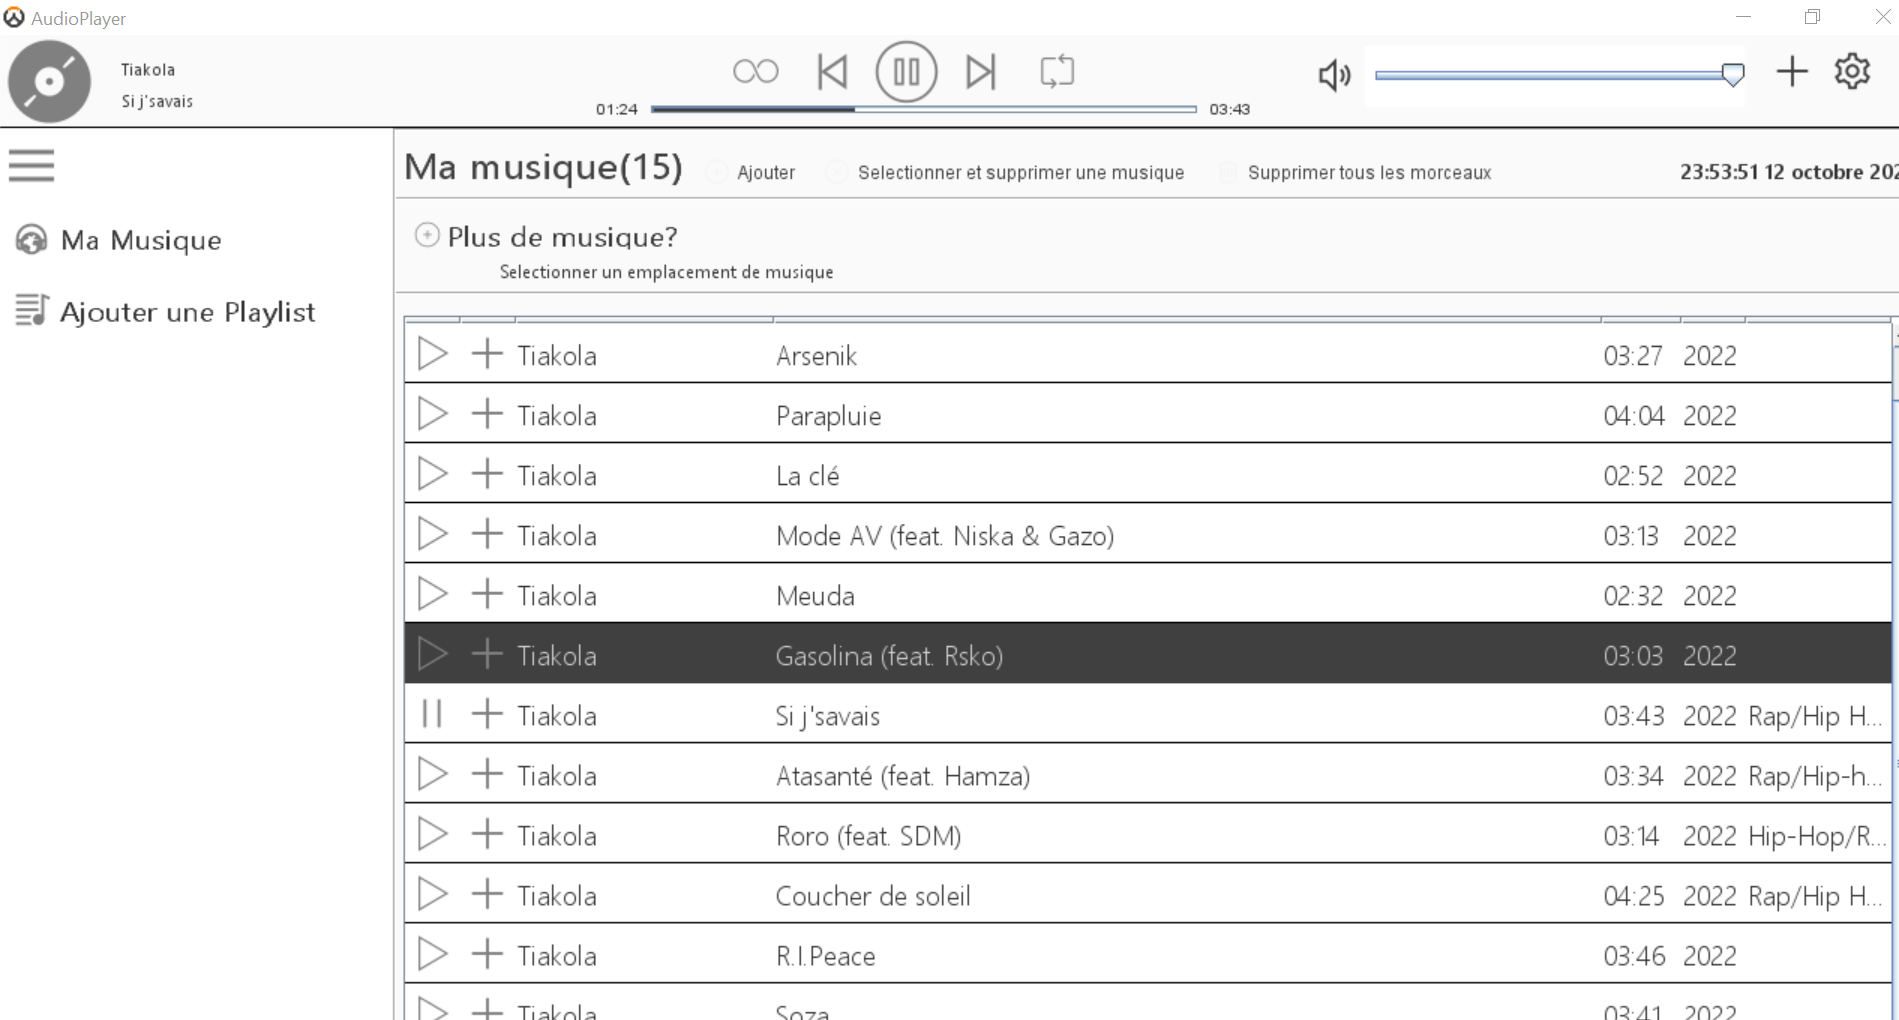 AudioPlayer
Tiakola
Si j'savais
01:24
03:43
Ma musique(15)
Ajouter
Selectionner et supprimer une musique
Supprimer tous les morceaux
23:53:51 12 octobre
Ma Musique
Ajouter une Playlist
Plus de musique?
Selectionner un emplacement de musique
Tiakola Arsenik 03:27 2022
Tiakola Parapluie 04:04 2022
Tiakola La clé 02:52 2022
Tiakola Mode AV (feat. Niska & Gazo) 03:13 2022
Tiakola Meuda 02:32 2022
Tiakola Gasolina (feat. Rsko) 03:03 2022
Tiakola Si j'savais 03:43 2022 Rap/Hip H...
Tiakola Atasanté (feat. Hamza) 03:34 2022 Rap/Hip-h...
Tiakola Roro (feat. SDM) 03:14 2022 Hip-Hop/R...
Tiakola Coucher de soleil 04:25 2022 Rap/Hip H...
Tiakola R.I.Peace 03:46 2022
Tiakola Soza 03:41 2022